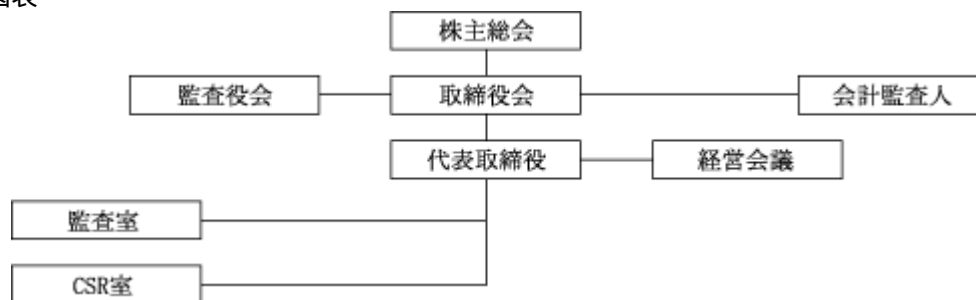 株主総会
監査役会
取締役会
会計監査人
代表取締役
経営会議
監査室
CSR室